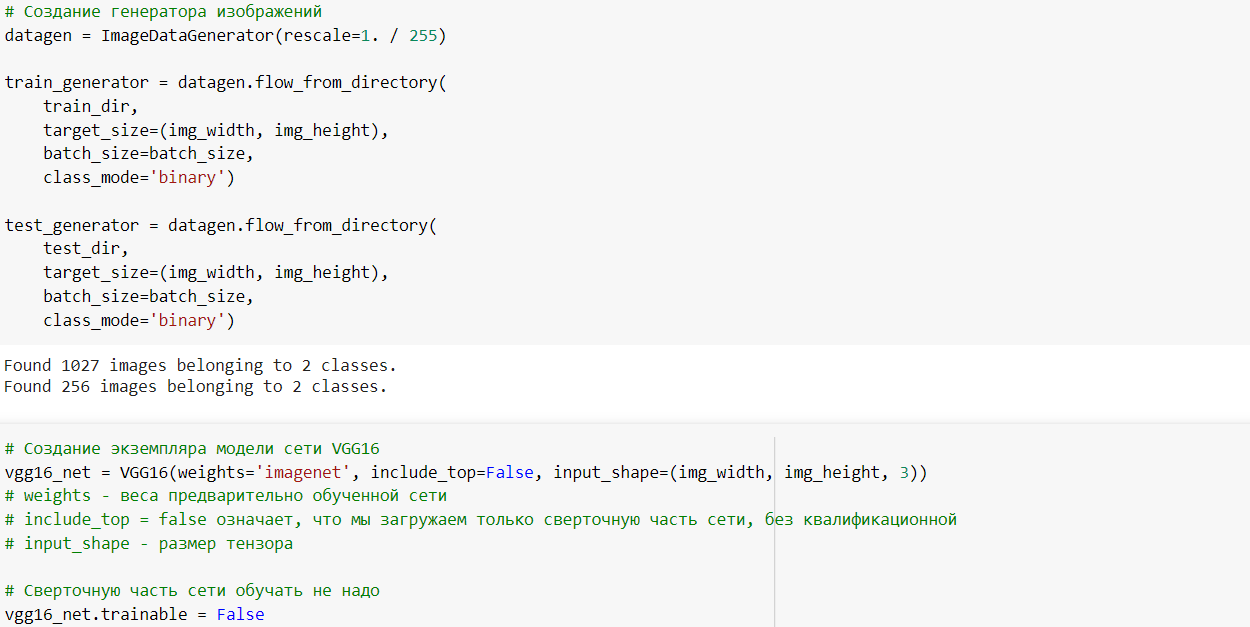 # Создание генератора изображений
datagen = ImageDataGenerator(rescale=1. / 255)
train_generator = datagen.flow_from_directory(
    train_dir,
    target_size=(img_width, img_height),
    batch_size=batch_size,
    class_mode='binary')
test_generator = datagen.flow_from_directory(
    test_dir,
    target_size=(img_width, img_height),
    batch_size=batch_size,
    class_mode='binary')
Found 1027 images belonging to 2 classes.
Found 256 images belonging to 2 classes.
# Создание экземпляра модели сети VGG16
vgg16_net = VGG16(weights='imagenet', include_top=False, input_shape=(img_width, img_height, 3))
# weights - веса предварительно обученной сети
# include_top = false означает, что мы загружаем только сверточную часть сети, без квалификационной
# input_shape - размер тензора
# Сверточную часть сети обучать не надо
vgg16_net.trainable = False